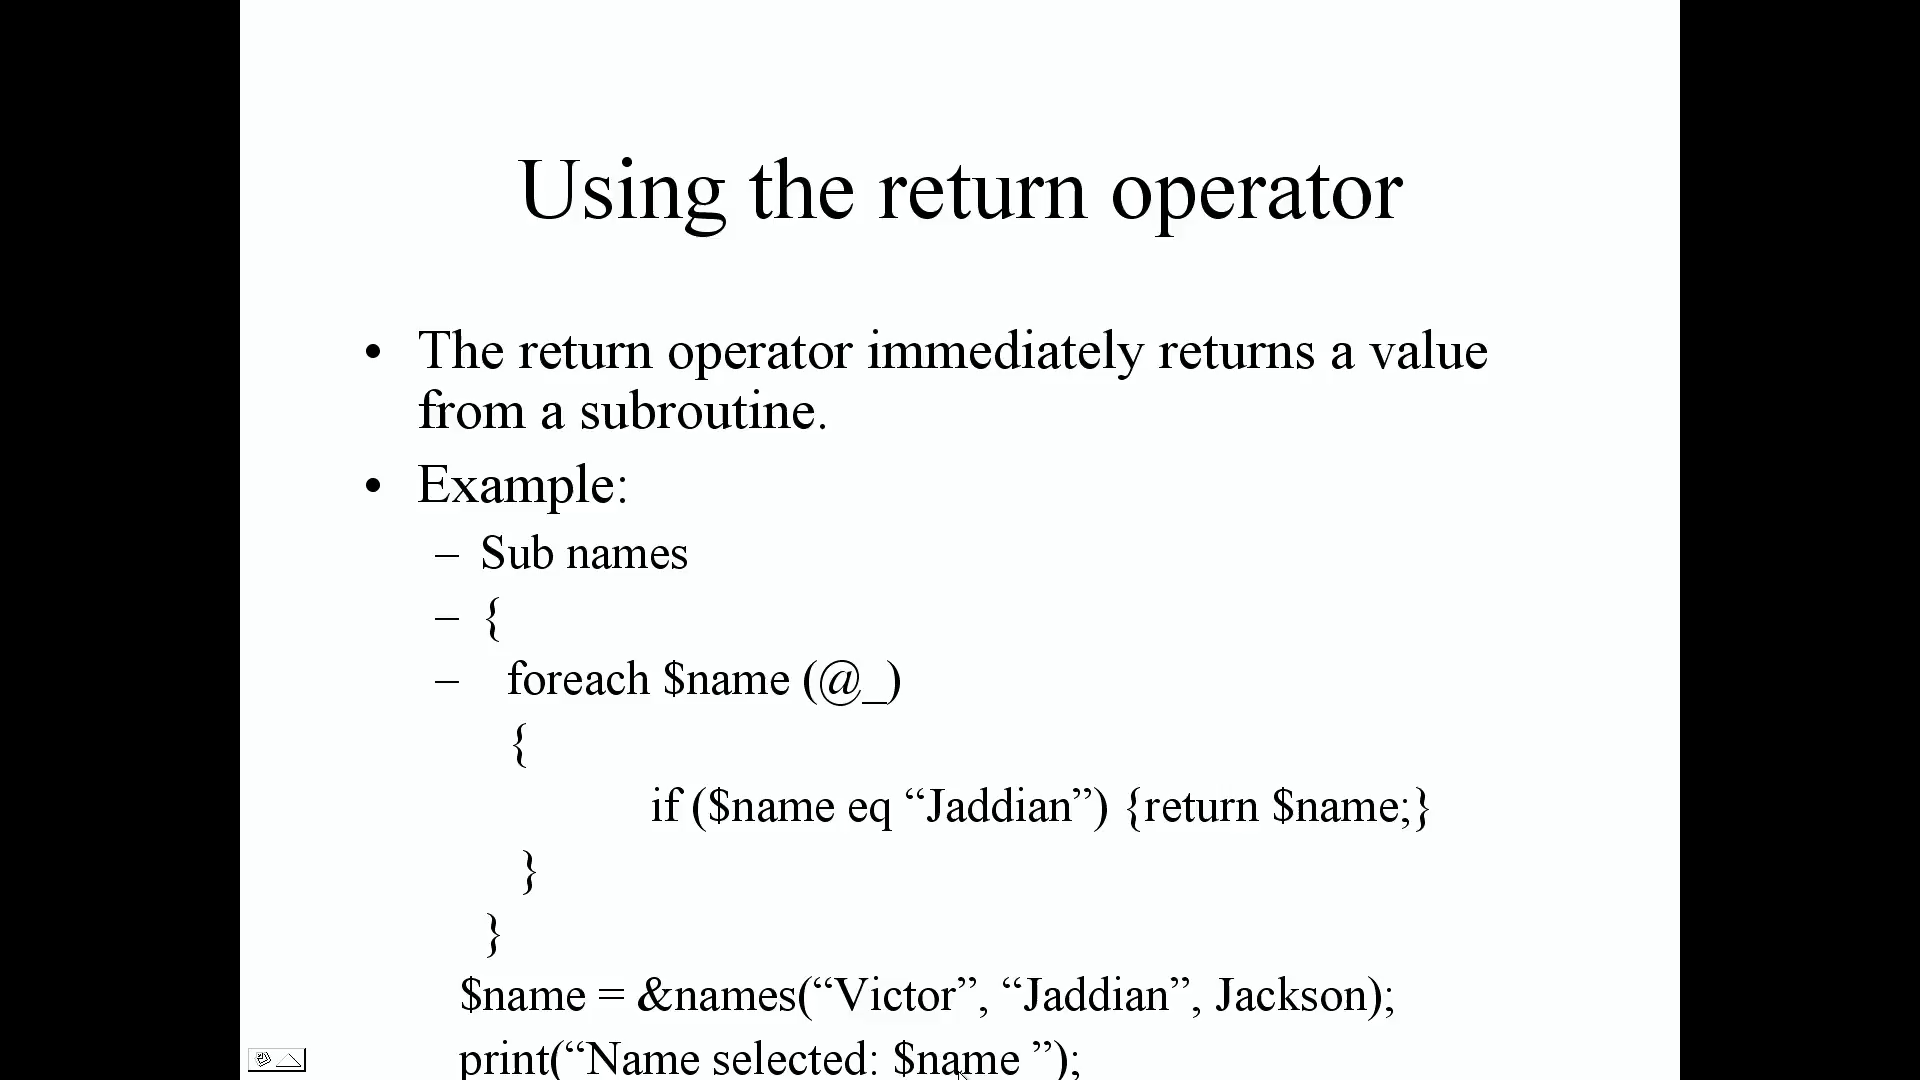 Using the return operator
• The return operator immediately returns a value
from a subroutine.
• Example:
– Sub names
– {
– foreach $name (@_)
{
if ($name eq “Jaddian”) {return $name;}
}
}
$name = &names(“Victor”, “Jaddian”, Jackson);
print(“Name selected: $name ”);